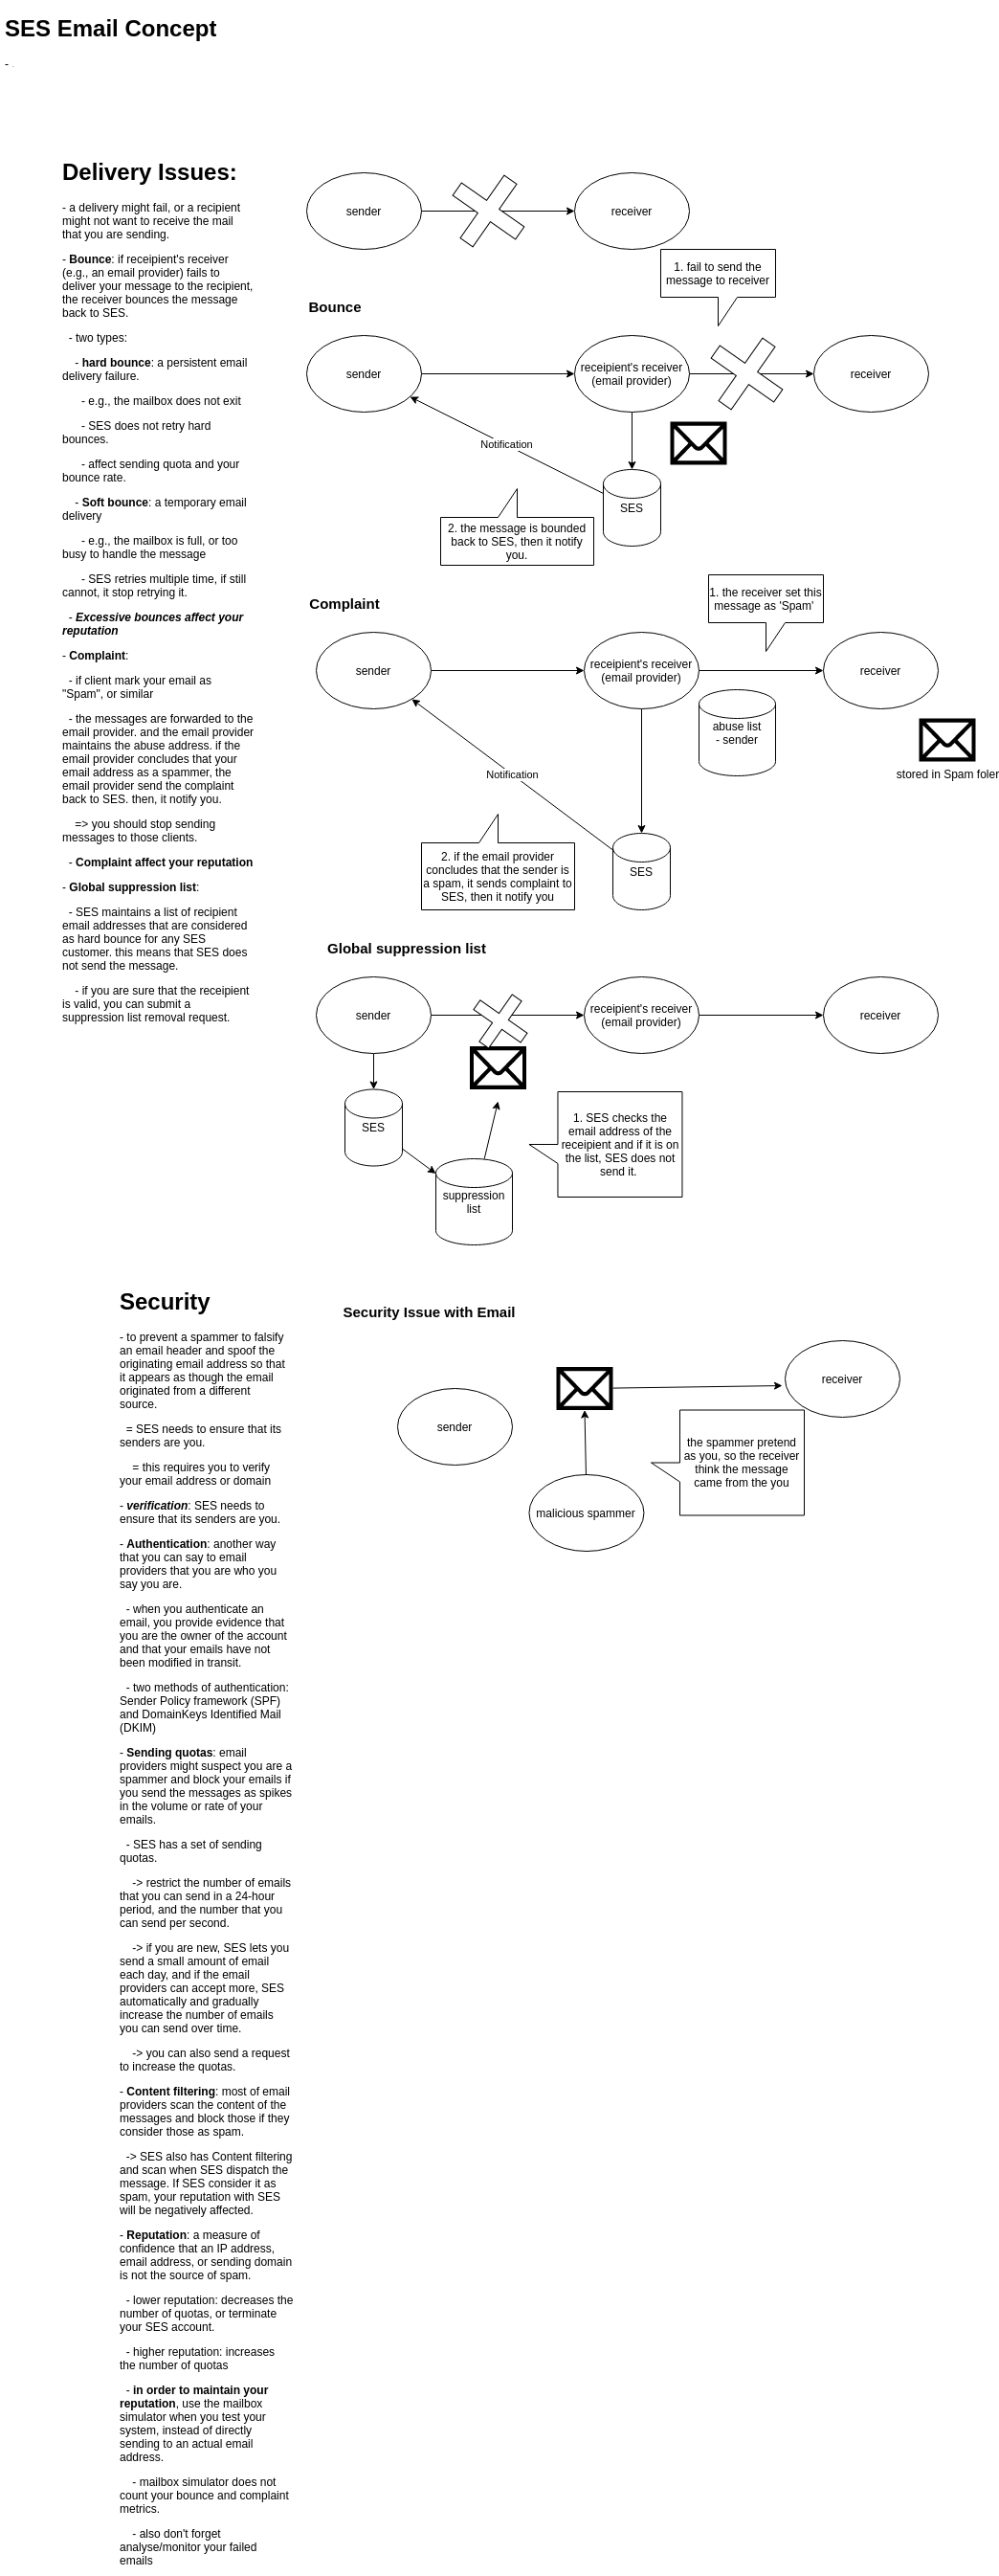 SES Email Concept
- .
Delivery Issues:
- a delivery might fail, or a recipient
might not want to receive the mail
that you are sending.
- Bounce: if receipient's receiver
(e.g., an email provider) fails to
deliver your message to the recipient,
the receiver bounces the message
back to SES.
- two types:
- hard bounce: a persistent email
delivery failure.
- e.g., the mailbox does not exit
- SES does not retry hard
bounces.
- affect sending quota and your
bounce rate.
- Soft bounce: a temporary email
delivery
- e.g., the mailbox is full, or too
busy to handle the message
- SES retries multiple time, if still
cannot, it stop retrying it.
- Excessive bounces affect your
reputation
- Complaint:
- if client mark your email as
"Spam", or similar
- the messages are forwarded to the
email provider. and the email provider
maintains the abuse address. if the
email provider concludes that your
email address as a spammer, the
email provider send the complaint
back to SES. then, it notify you.
=> you should stop sending
messages to those clients.
- Complaint affect your reputation
- Global suppression list:
- SES maintains a list of recipient
email addresses that are considered
as hard bounce for any SES
customer. this means that SES does
not send the message.
- if you are sure that the receipient
is valid, you can submit a
suppression list removal request.
sender
receiver
1. fail to send the
message to receiver
Bounce
sender
receipient's receiver
(email provider)
receiver
Notification
SES
2. the message is bounded
back to SES, then it notify
you.
Complaint
1. the receiver set this
message as 'Spam'
sender
receipient's receiver
(email provider)
receiver
abuse list
- sender
stored in Spam foler
Notification
2. if the email provider
concludes that the sender is
a spam, it sends complaint to
SES, then it notify you
SES
Global suppression list
sender
receipient's receiver
(email provider)
receiver
SES
suppression
list
1. SES checks the
email address of the
receipient and if it is on
the list, SES does not
send it.
Security
- to prevent a spammer to falsify
an email header and spoof the
originating email address so that
it appears as though the email
originated from a different
source.
= SES needs to ensure that its
senders are you.
= this requires you to verify
your email address or domain
- verification: SES needs to
ensure that its senders are you.
- Authentication: another way
that you can say to email
providers that you are who you
say you are.
- when you authenticate an
email, you provide evidence that
you are the owner of the account
and that your emails have not
been modified in transit.
- two methods of authentication:
Sender Policy framework (SPF)
and DomainKeys Identified Mail
(DKIM)
- Sending quotas: email
providers might suspect you are a
spammer and block your emails if
you send the messages as spikes
in the volume or rate of your
emails.
- SES has a set of sending
quotas.
-> restrict the number of emails
that you can send in a 24-hour
period, and the number that you
can send per second.
-> if you are new, SES lets you
send a small amount of email
each day, and if the email
providers can accept more, SES
automatically and gradually
increase the number of emails
you can send over time.
-> you can also send a request
to increase the quotas.
- Content filtering: most of email
providers scan the content of the
messages and block those if they
consider those as spam.
-> SES also has Content filtering
and scan when SES dispatch the
message. If SES consider it as
spam, your reputation with SES
will be negatively affected.
- Reputation: a measure of
confidence that an IP address,
email address, or sending domain
is not the source of spam.
- lower reputation: decreases the
number of quotas, or terminate
your SES account.
- higher reputation: increases
the number of quotas
- in order to maintain your
reputation, use the mailbox
simulator when you test your
system, instead of directly
sending to an actual email
address.
- mailbox simulator does not
count your bounce and complaint
metrics.
- also don't forget
analyse/monitor your failed
emails
Security Issue with Email
sender
receiver
malicious spammer
the spammer pretend
as you, so the receiver
think the message
came from the you